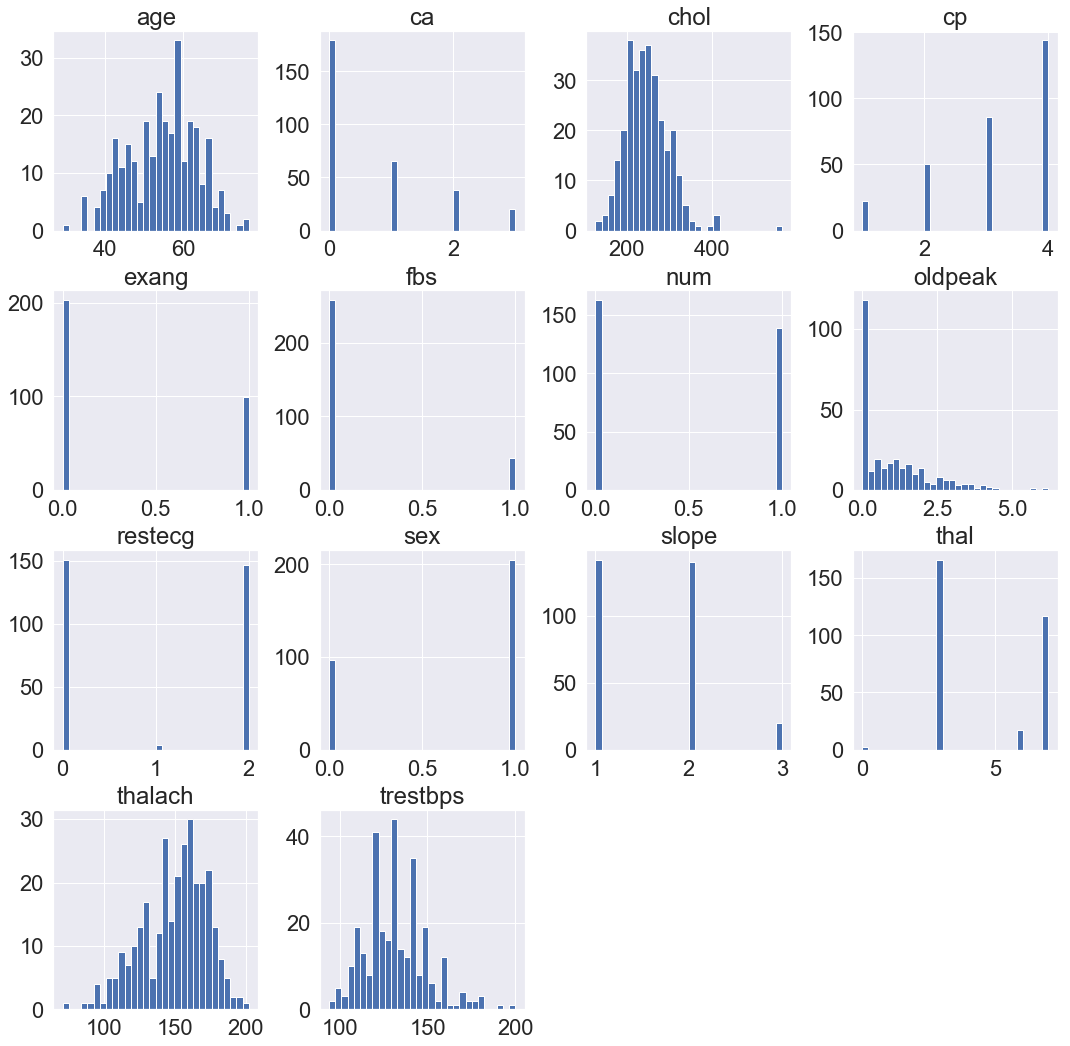 age ca chol cp
30 20 10 0
150 100 50 0
30 20 10 0
150 100 50 0
40 60
0 2
200 400
2 4
exang fbs num oldpeak
200 100 0
200 100 0
150 100 50 0
100 50 0
0.0 0.5 1.0
0.0 0.5 1.0
0.0 0.5 1.0
0.0 2.5 5.0
restecg sex slope thal
150 100 50 0
200 100 0
100 50 0
150 100 50 0
0 1 2
0.0 0.5 1.0
1 2 3
0 5
thalach trestbps
30 20 10 0
40 20 0
100 150 200
100 150 200